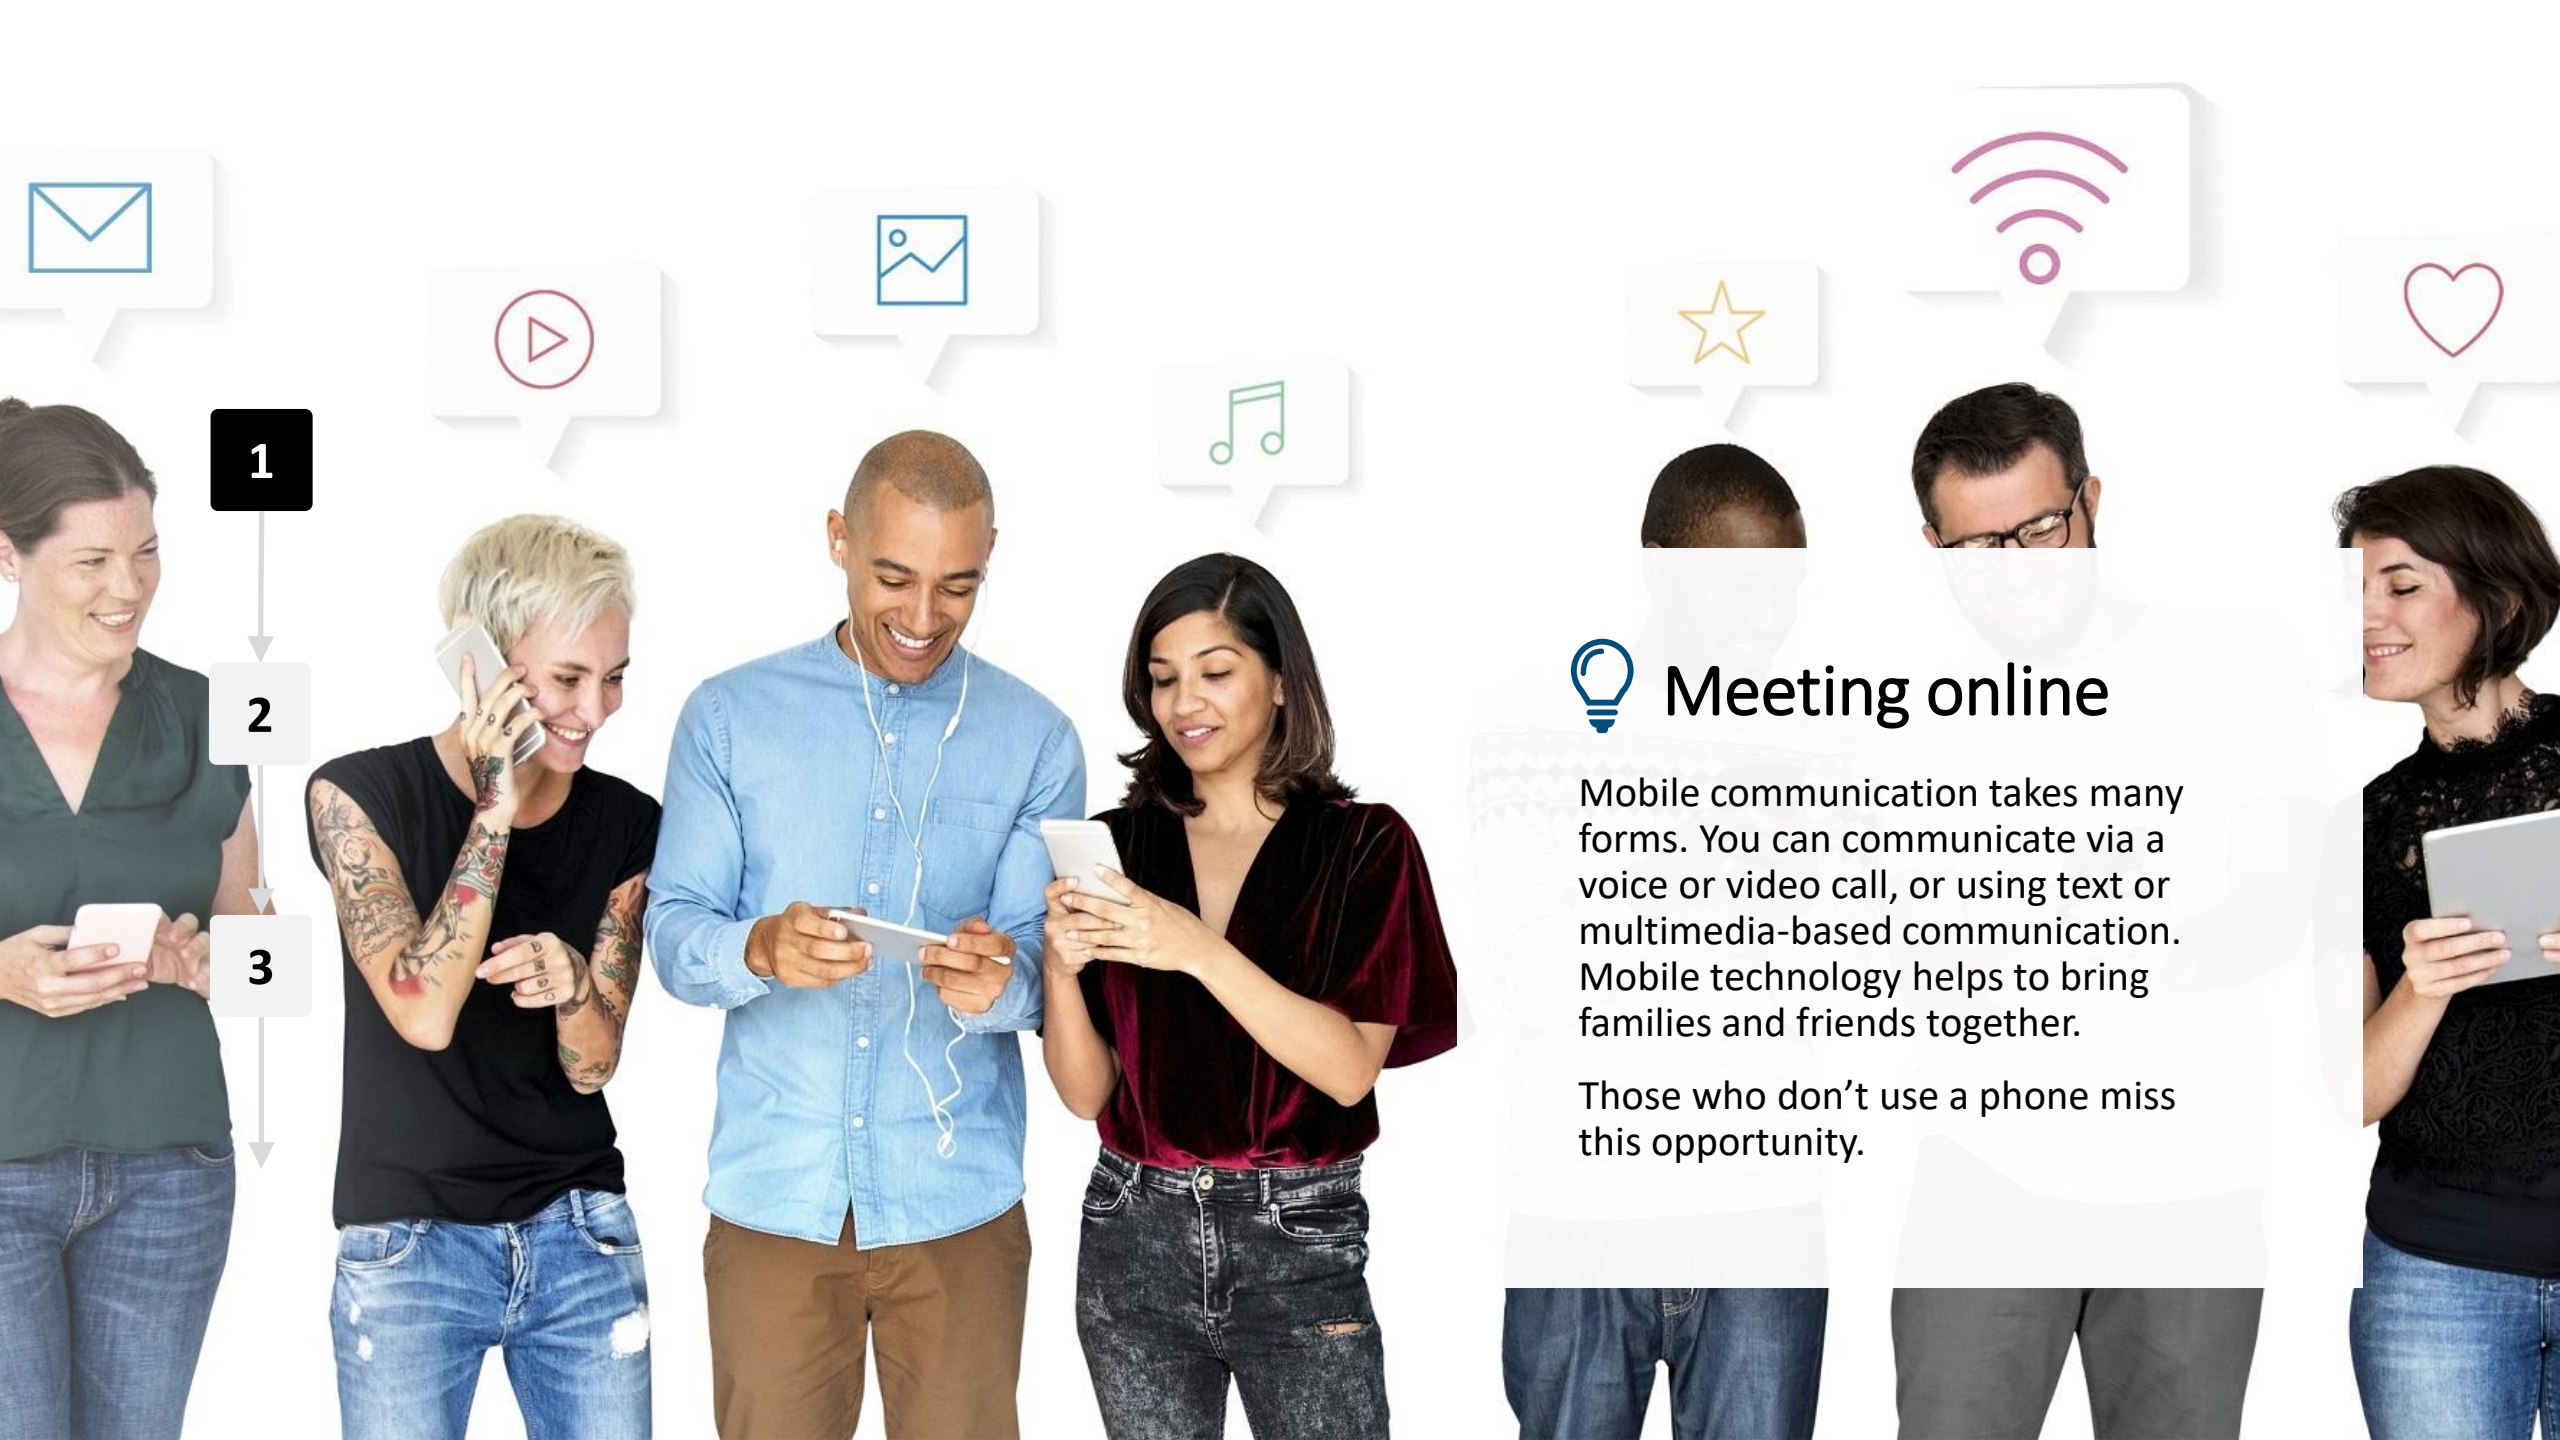 1
2
3
Meeting online
Mobile communication takes many
forms. You can communicate via a
voice or video call, or using text or
multimedia-based communication.
Mobile technology helps to bring
families and friends together.
Those who don’t use a phone miss
this opportunity.